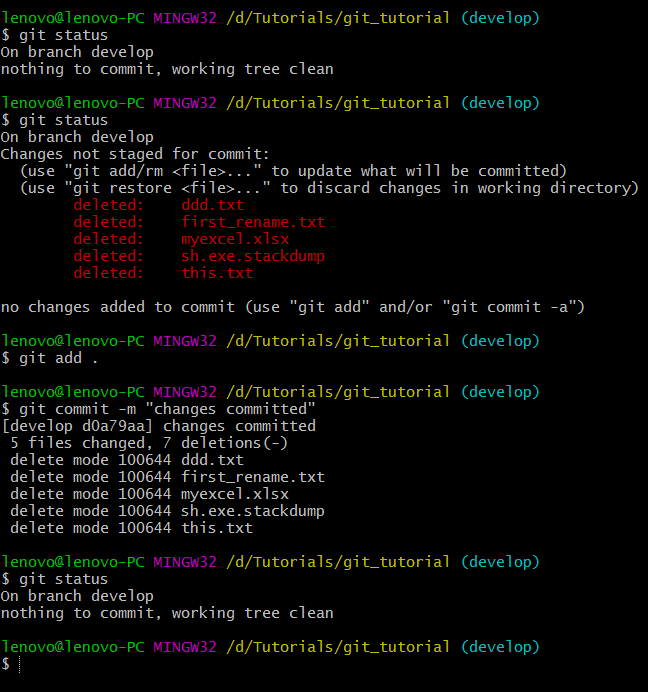 lenovo@lenovo-PC MINGW32 /d/Tutorials/git_tutorial (develop)
$ git status
On branch develop
nothing to commit, working tree clean

lenovo@lenovo-PC MINGW32 /d/Tutorials/git_tutorial (develop)
$ git status
On branch develop
Changes not staged for commit:
  (use "git add/rm <file>..." to update what will be committed)
  (use "git restore <file>..." to discard changes in working directory)
        deleted:    ddd.txt
        deleted:    first_rename.txt
        deleted:    myexcel.xlsx
        deleted:    sh.exe.stackdump
        deleted:    this.txt

no changes added to commit (use "git add" and/or "git commit -a")

lenovo@lenovo-PC MINGW32 /d/Tutorials/git_tutorial (develop)
$ git add .

lenovo@lenovo-PC MINGW32 /d/Tutorials/git_tutorial (develop)
$ git commit -m "changes committed"
[develop d0a79aa] changes committed
 5 files changed, 7 deletions(-)
 delete mode 100644 ddd.txt
 delete mode 100644 first_rename.txt
 delete mode 100644 myexcel.xlsx
 delete mode 100644 sh.exe.stackdump
 delete mode 100644 this.txt

lenovo@lenovo-PC MINGW32 /d/Tutorials/git_tutorial (develop)
$ git status
On branch develop
nothing to commit, working tree clean

lenovo@lenovo-PC MINGW32 /d/Tutorials/git_tutorial (develop)
$